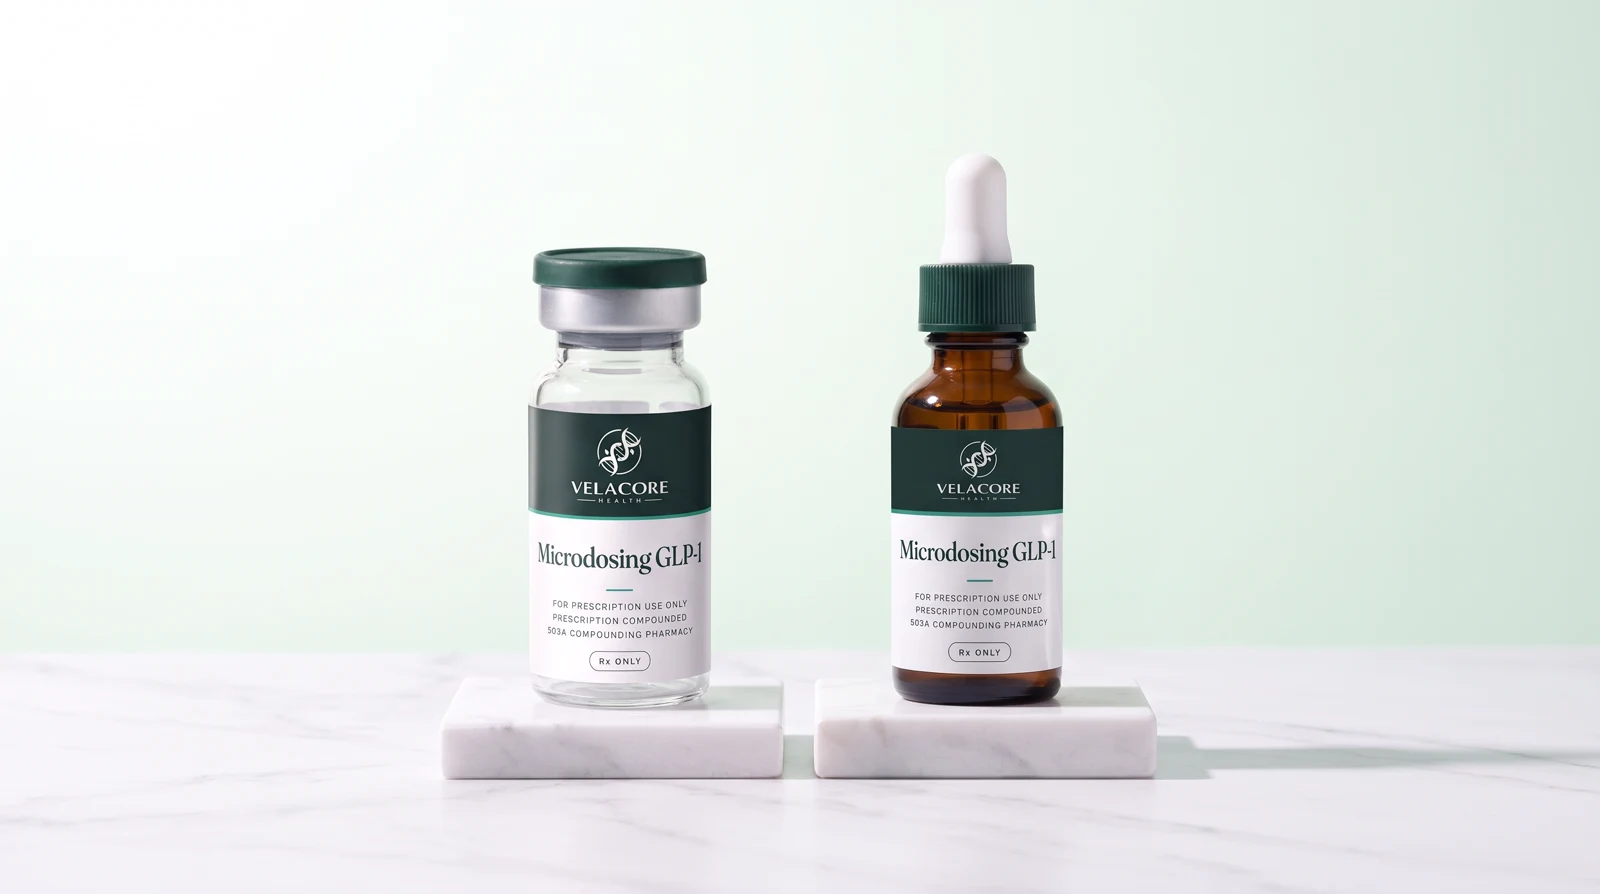 VELACORE
HEALTH
Microdosing GLP-1
FOR PRESCRIPTION USE ONLY
PRESCRIPTION COMPOUNDED
503A COMPOUNDING PHARMACY
Rx ONLY
VELACORE
HEALTH
Microdosing GLP-1
FOR PRESCRIPTION USE ONLY
PRESCRIPTION COMPOUNDED
503A COMPOUNDING PHARMACY
Rx ONLY